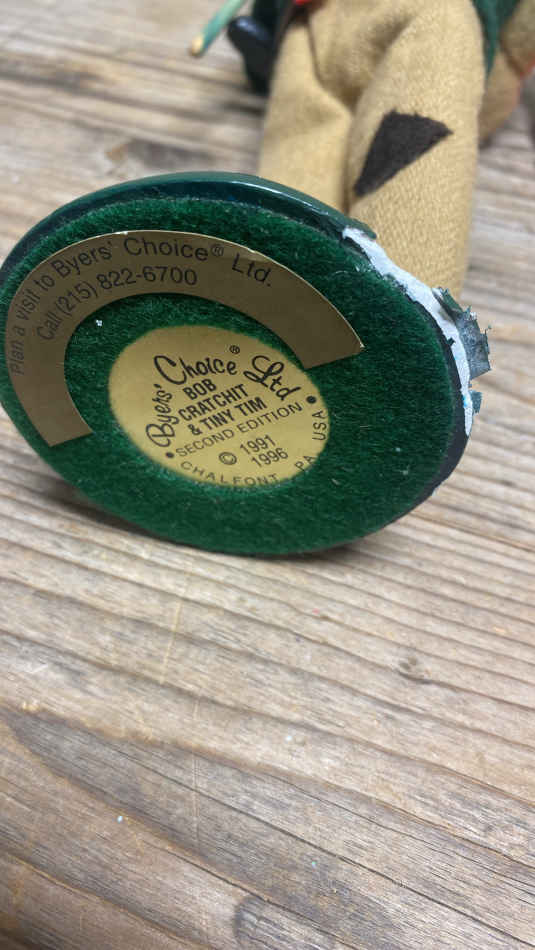 Plan a visit to Byers' Choice® Ltd.
Call (215) 822-6700
Byers' Choice® Ltd
BOB
CRATCHIT
& TINY TIM
• SECOND EDITION •
© 1991
1996
CHALFONT PA USA